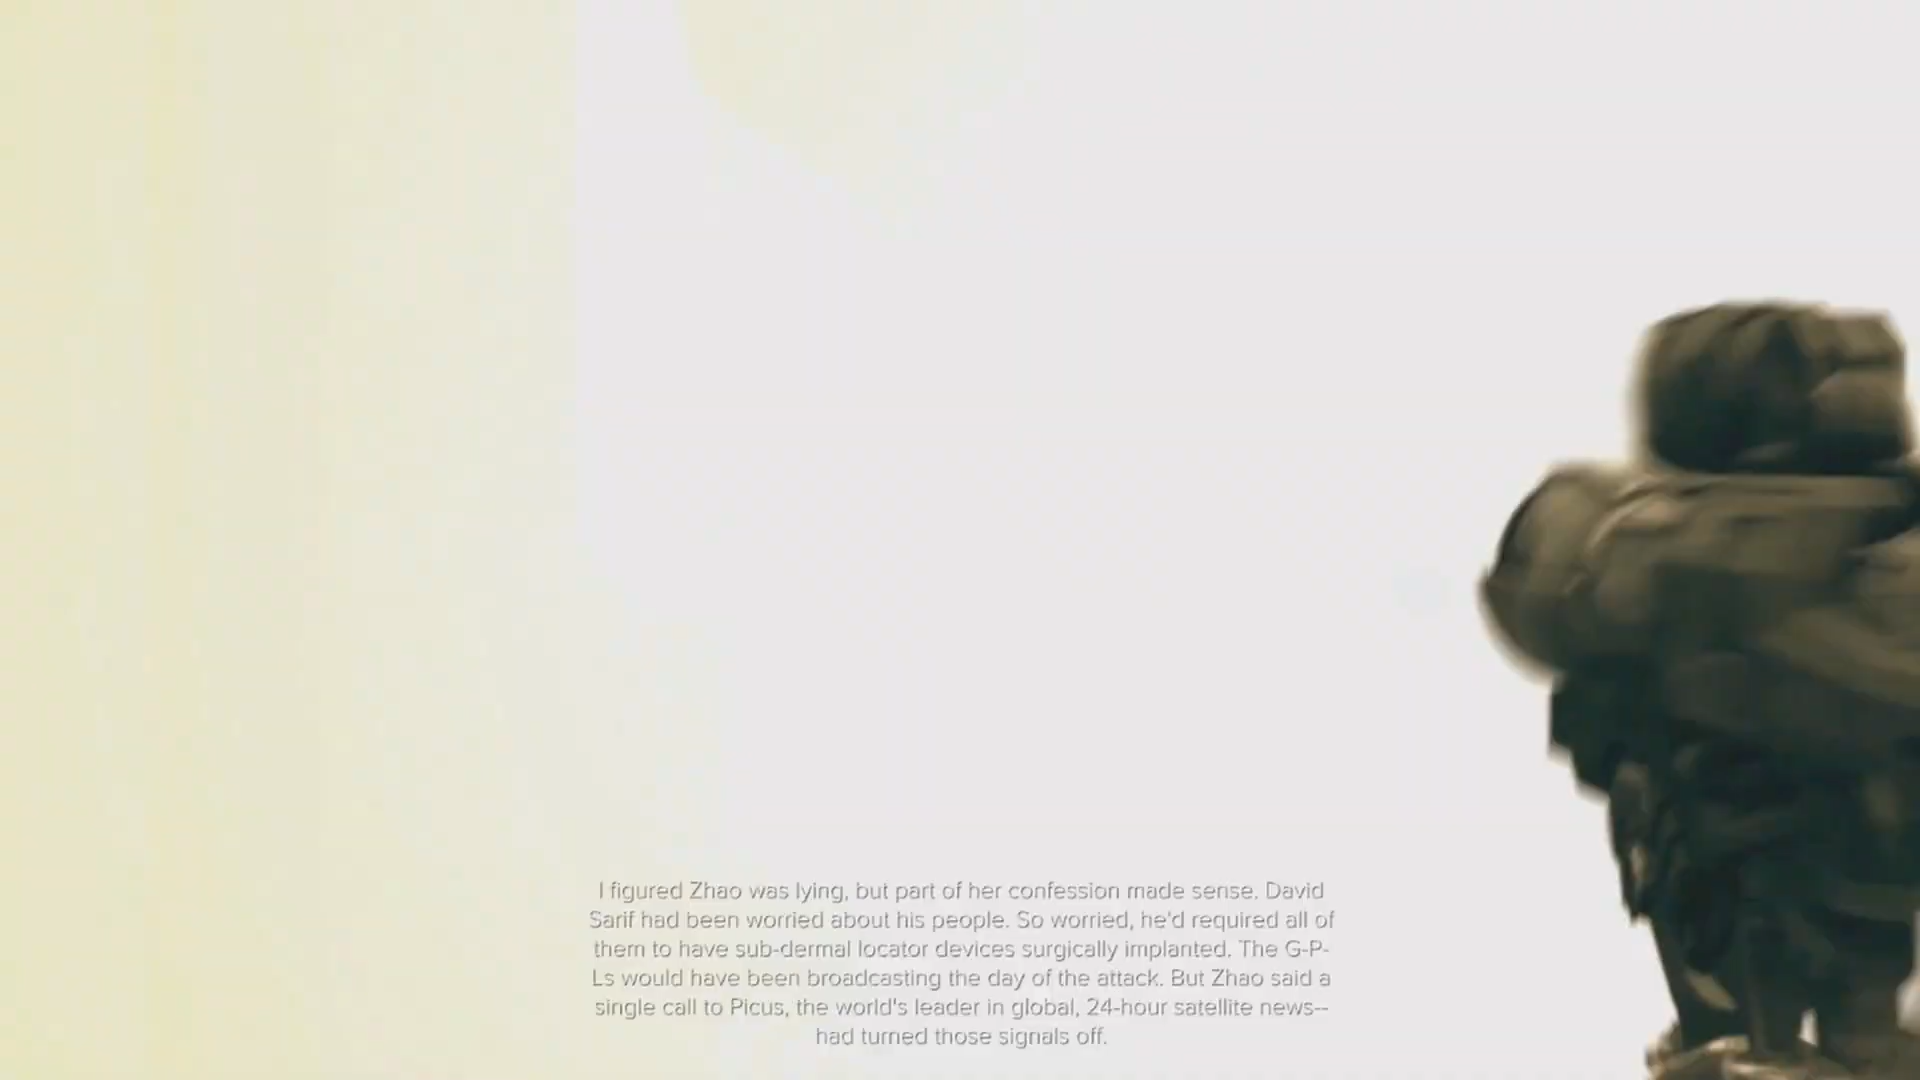 I figured Zhao was lying, but part of her confession made sense. David
Sarif had been worried about his people. So worried, he'd required all of
them to have sub-dermal locator devices surgically implanted. The G-P-
Ls would have been broadcasting the day of the attack. But Zhao said a
single call to Picus, the world's leader in global, 24-hour satellite news--
had turned those signals off.